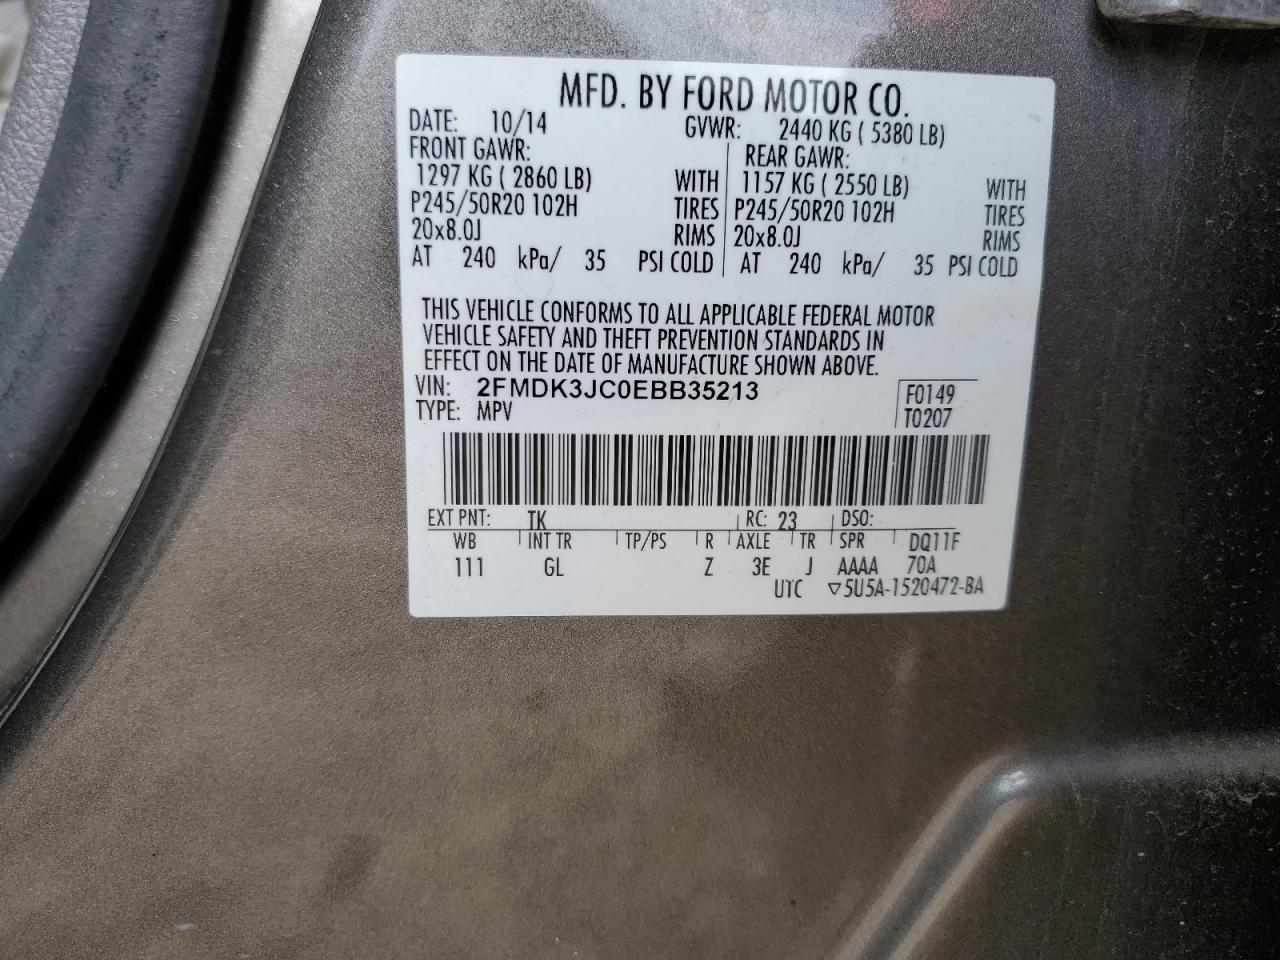 MFD. BY FORD MOTOR CO.
DATE: 10/14 GVWR: 2440 KG ( 5380 LB)
FRONT GAWR: REAR GAWR:
1297 KG ( 2860 LB) WITH 1157 KG ( 2550 LB) WITH
P245/50R20 102H TIRES P245/50R20 102H TIRES
20x8.0J RIMS 20x8.0J RIMS
AT 240 kPa/ 35 PSI COLD AT 240 kPa/ 35 PSI COLD
THIS VEHICLE CONFORMS TO ALL APPLICABLE FEDERAL MOTOR
VEHICLE SAFETY AND THEFT PREVENTION STANDARDS IN
EFFECT ON THE DATE OF MANUFACTURE SHOWN ABOVE.
VIN: 2FMDK3JC0EBB35213 F0149
TYPE: MPV T0207
EXT PNT: TK RC: 23 DSO:
WB INT TR TP/PS R AXLE TR SPR DQ11F
111 GL Z 3E J AAAA 70A
UTC ▽5U5A-1520472-BA